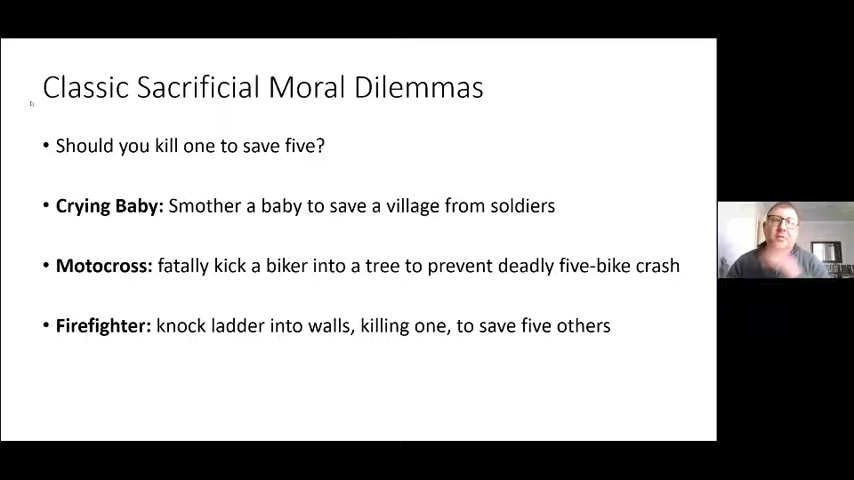 Classic Sacrificial Moral Dilemmas
• Should you kill one to save five?
• Crying Baby: Smother a baby to save a village from soldiers
• Motocross: fatally kick a biker into a tree to prevent deadly five-bike crash
• Firefighter: knock ladder into walls, killing one, to save five others